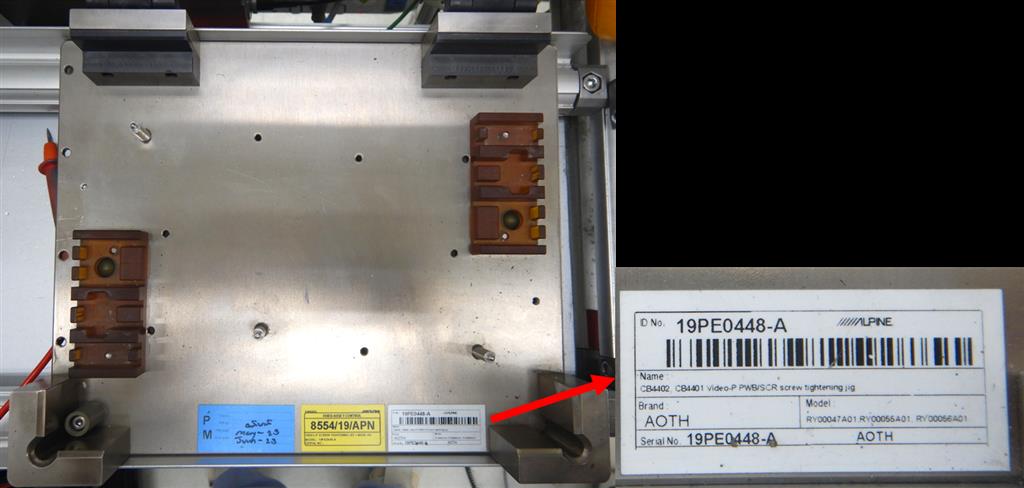 P
M
May-23
Jun-23
8554/19/APN
19PE0448-A
ID No. 19PE0448-A ALPINE
Name :
CB4402, CB4401 Video-P PWB/SCR screw tightening jig
Brand : Model :
AOTH RY00047A01, RY00055A01, RY00056A01
Serial No. 19PE0448-A AOTH